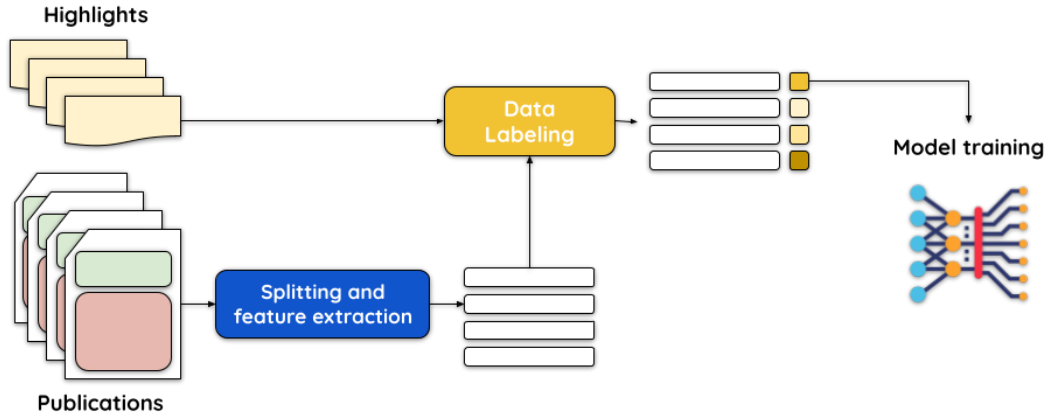 Highlights
Data
Labeling
Model training
Splitting and
feature extraction
Publications